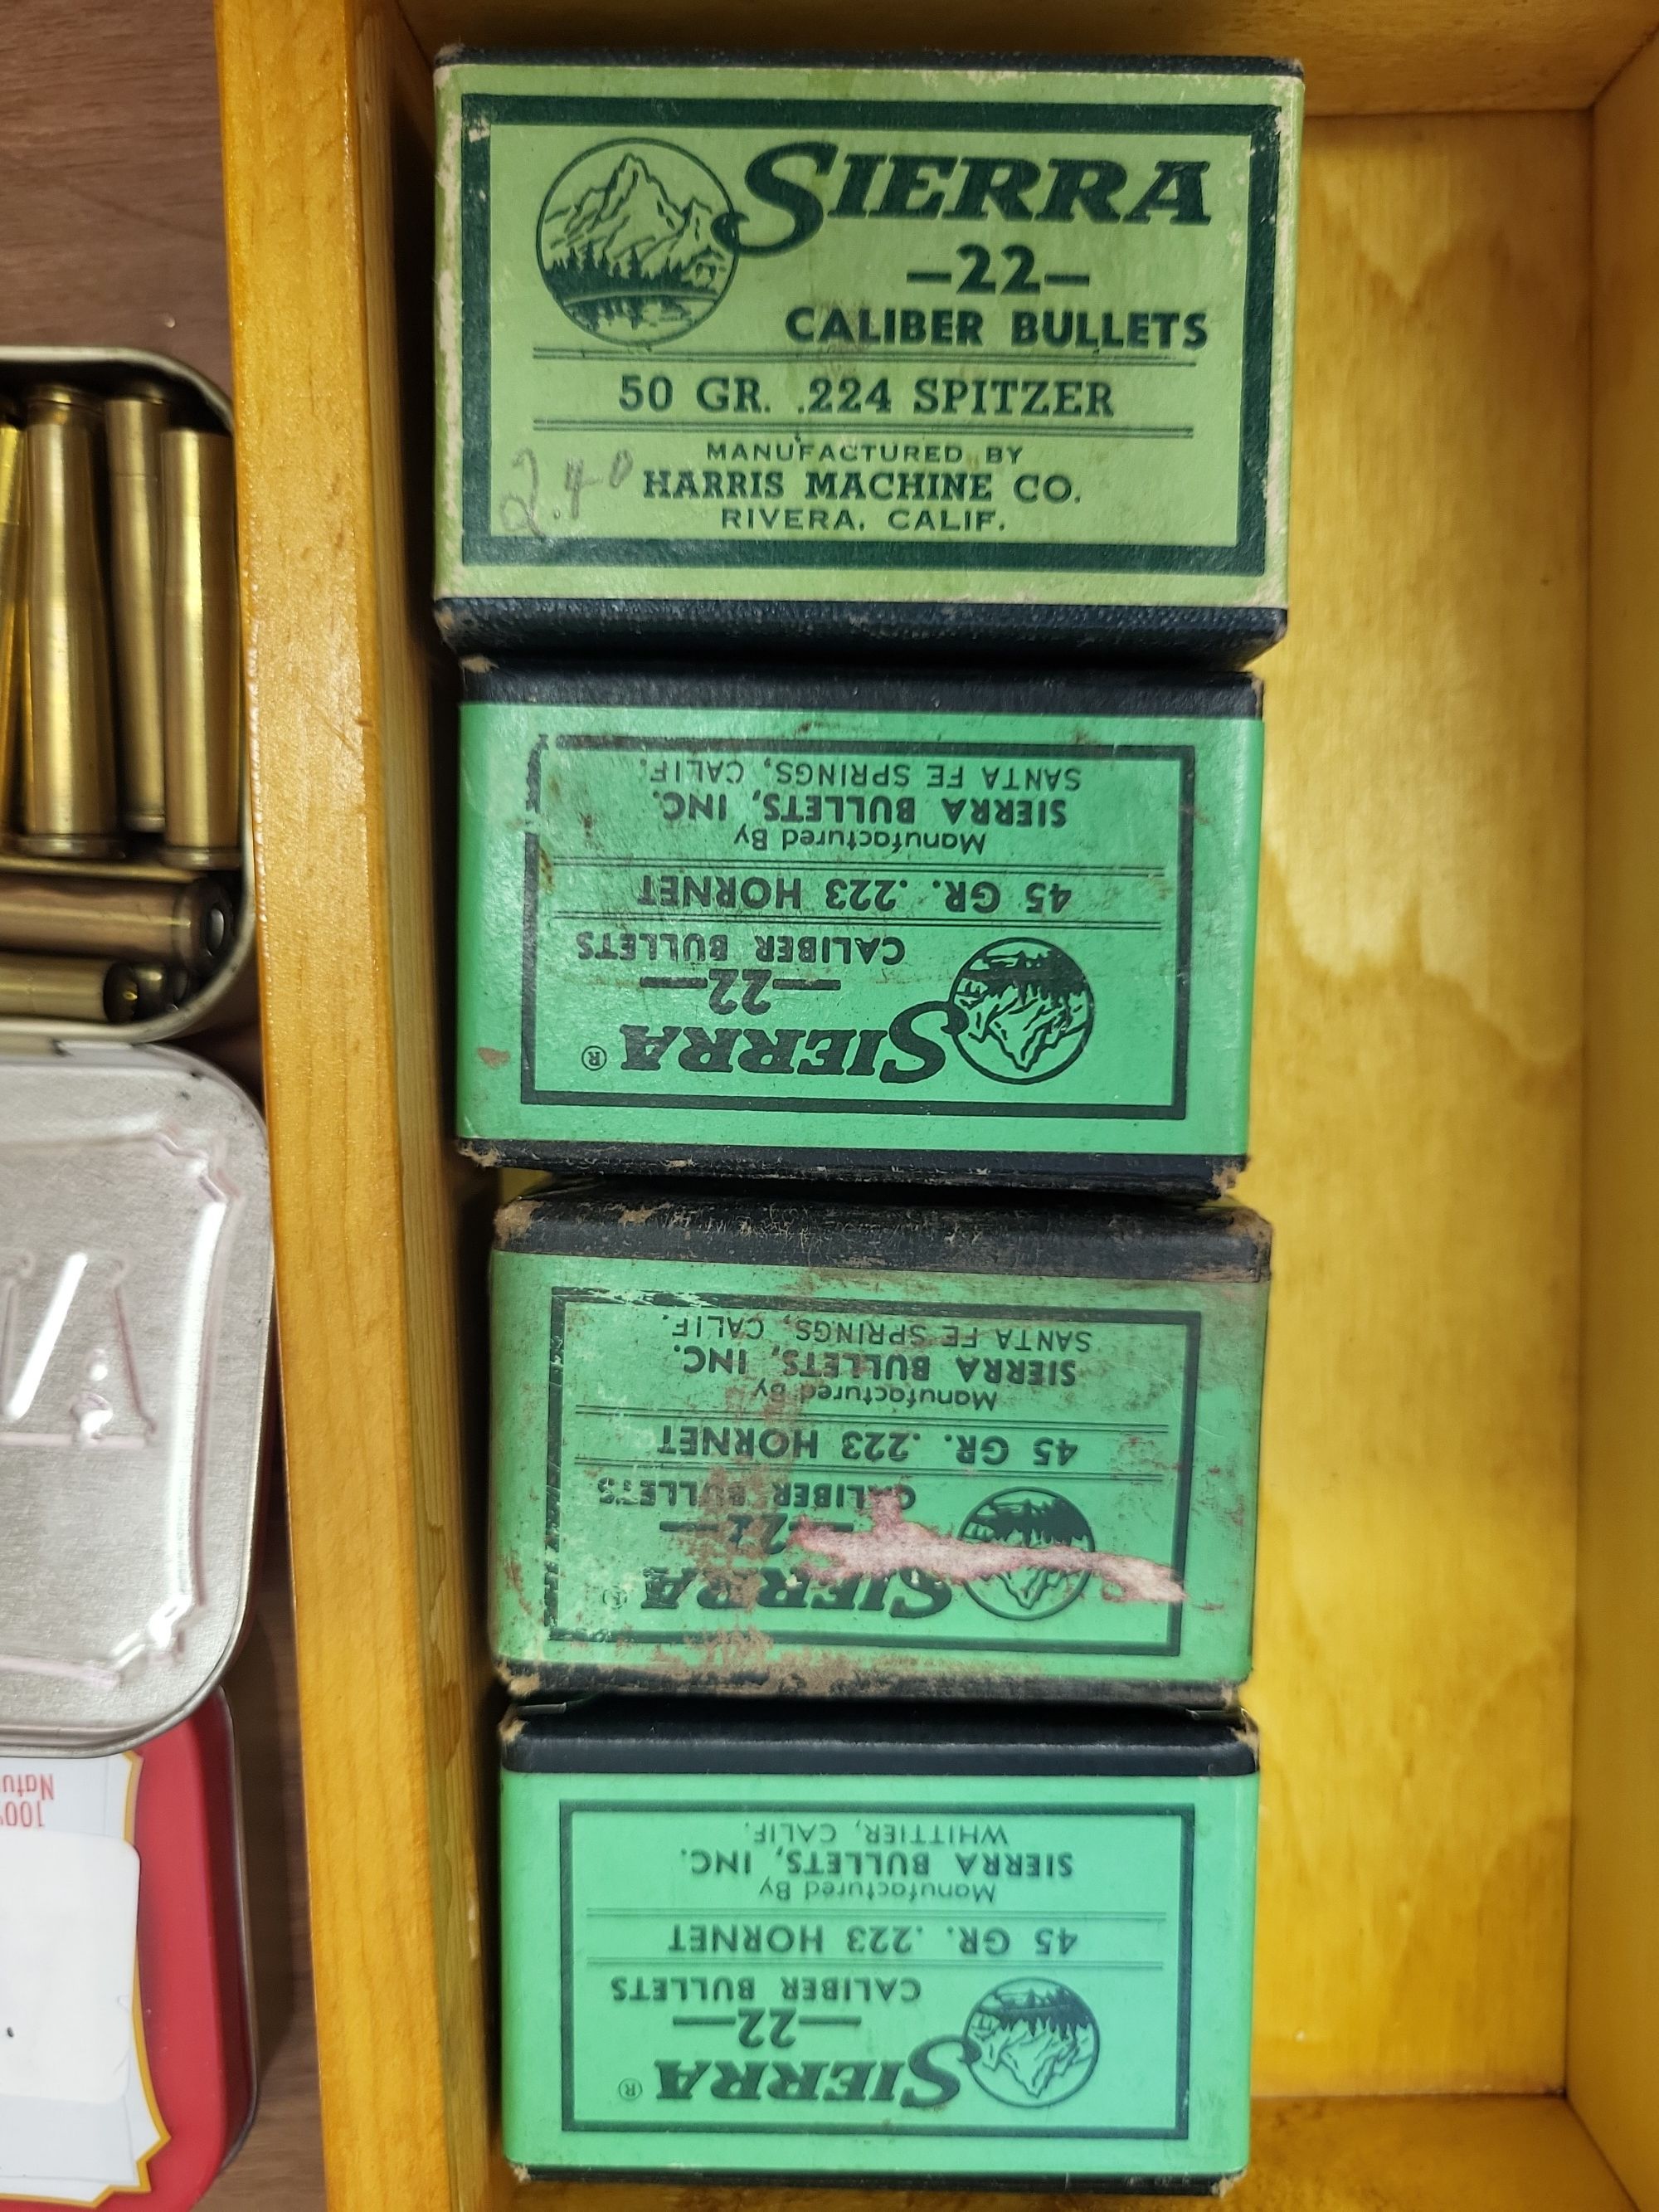 SIERRA
-22-
CALIBER BULLETS
50 GR. .224 SPITZER
MANUFACTURED BY
HARRIS MACHINE CO.
RIVERA, CALIF.
2.40
SIERRA ®
-22-
CALIBER BULLETS
45 GR. .223 HORNET
Manufactured By
SIERRA BULLETS, INC.
SANTA FE SPRINGS, CALIF.
SIERRA ®
-22-
CALIBER BULLETS
45 GR. .223 HORNET
Manufactured By
SIERRA BULLETS, INC.
SANTA FE SPRINGS, CALIF.
SIERRA ®
-22-
CALIBER BULLETS
45 GR. .223 HORNET
Manufactured By
SIERRA BULLETS, INC.
WHITTIER, CALIF.